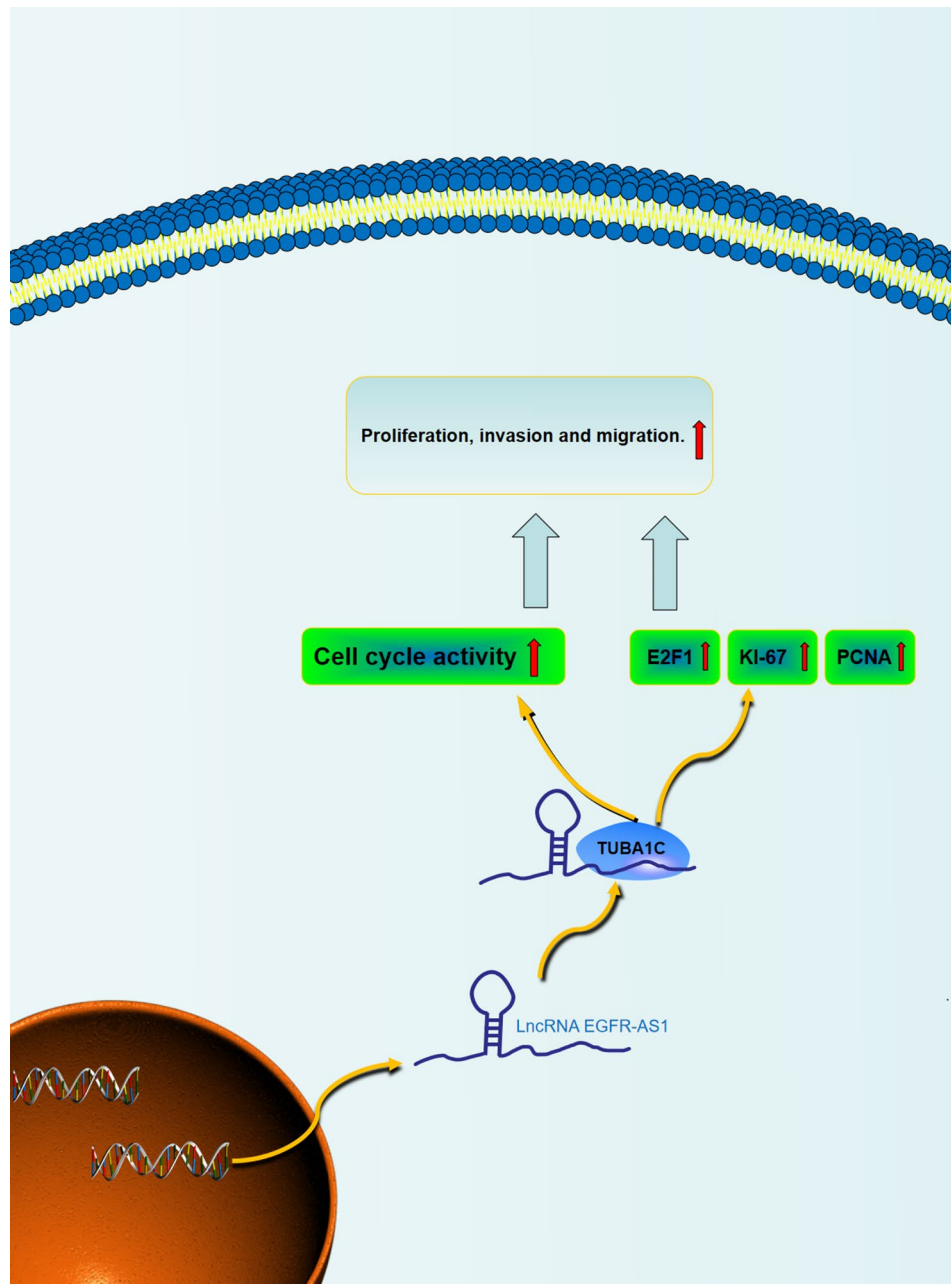 Proliferation, invasion and migration.
Cell cycle activity
E2F1
KI-67
PCNA
TUBA1C
LncRNA EGFR-AS1